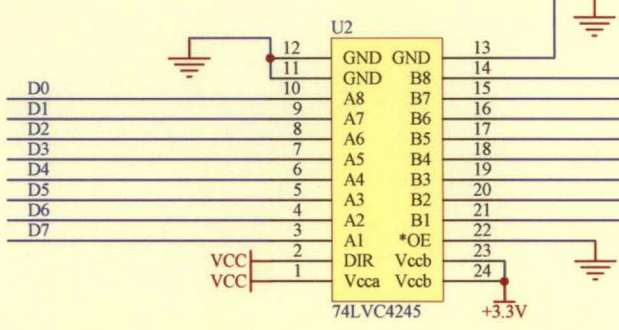 U2
12 GND GND 13
11 GND B8 14
D0 10 A8 B7 15
D1 9 A7 B6 16
D2 8 A6 B5 17
D3 7 A5 B4 18
D4 6 A4 B3 19
D5 5 A3 B2 20
D6 4 A2 B1 21
D7 3 A1 *OE 22
VCC 2 DIR Vccb 23
VCC 1 Vcca Vccb 24
74LVC4245 +3.3V